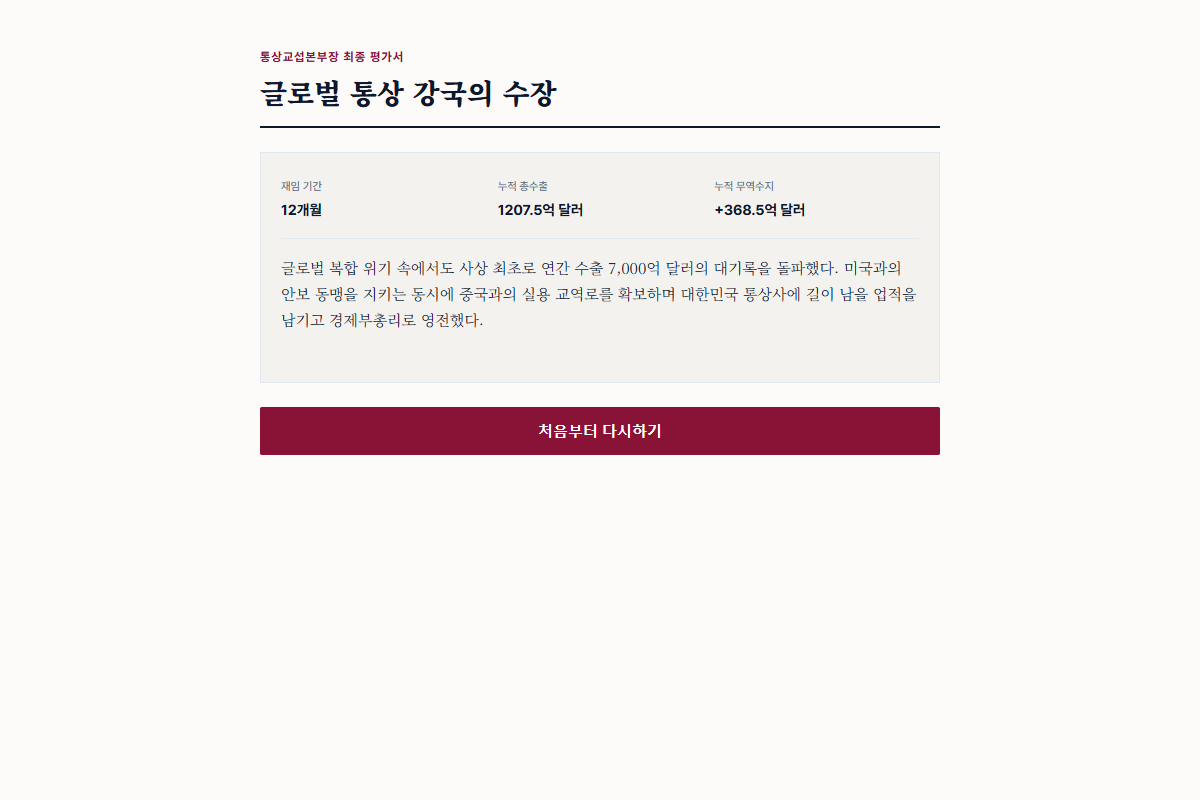 통상교섭본부장 최종 평가서
글로벌 통상 강국의 수장
재임 기간
12개월
누적 총수출
1207.5억 달러
누적 무역수지
+368.5억 달러
글로벌 복합 위기 속에서도 사상 최초로 연간 수출 7,000억 달러의 대기록을 돌파했다. 미국과의
안보 동맹을 지키는 동시에 중국과의 실용 교역로를 확보하며 대한민국 통상사에 길이 남을 업적을
남기고 경제부총리로 영전했다.
처음부터 다시하기